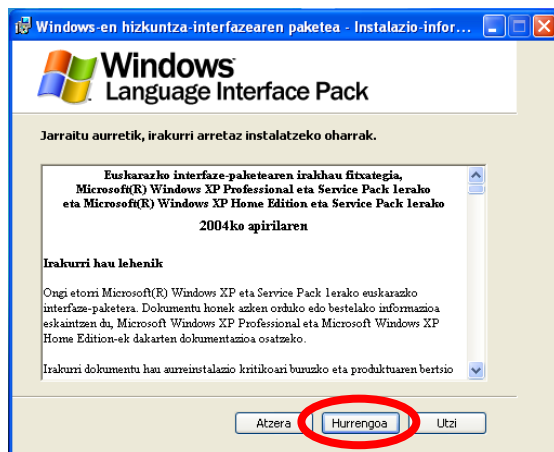 Windows-en hizkuntza-interfazearen paketea - Instalazio-infor...
Windows
Language Interface Pack
Jarraitu aurretik, irakurri arretaz instalatzeko oharrak.
Euskarazko interfaze-paketearen irakhau fitxategia,
Microsoft(R) Windows XP Professional eta Service Pack 1erako
eta Microsoft(R) Windows XP Home Edition eta Service Pack 1erako
2004ko apirilaren
Irakurri hau lehenik
Ongi etorri Microsoft(R) Windows XP eta Service Pack 1erako euskarazko
interfaze-paketera. Dokumentu honek azken orduko edo bestelako informazioa
eskaintzen du, Microsoft Windows XP Professional eta Microsoft Windows XP
Home Edition-ek dakarten dokumentazioa osatzeko.
Irakurri dokumentu hau aurreinstalazio kritikoari buruzko eta produktuaren bertsio
Atzera Hurrengoa Utzi